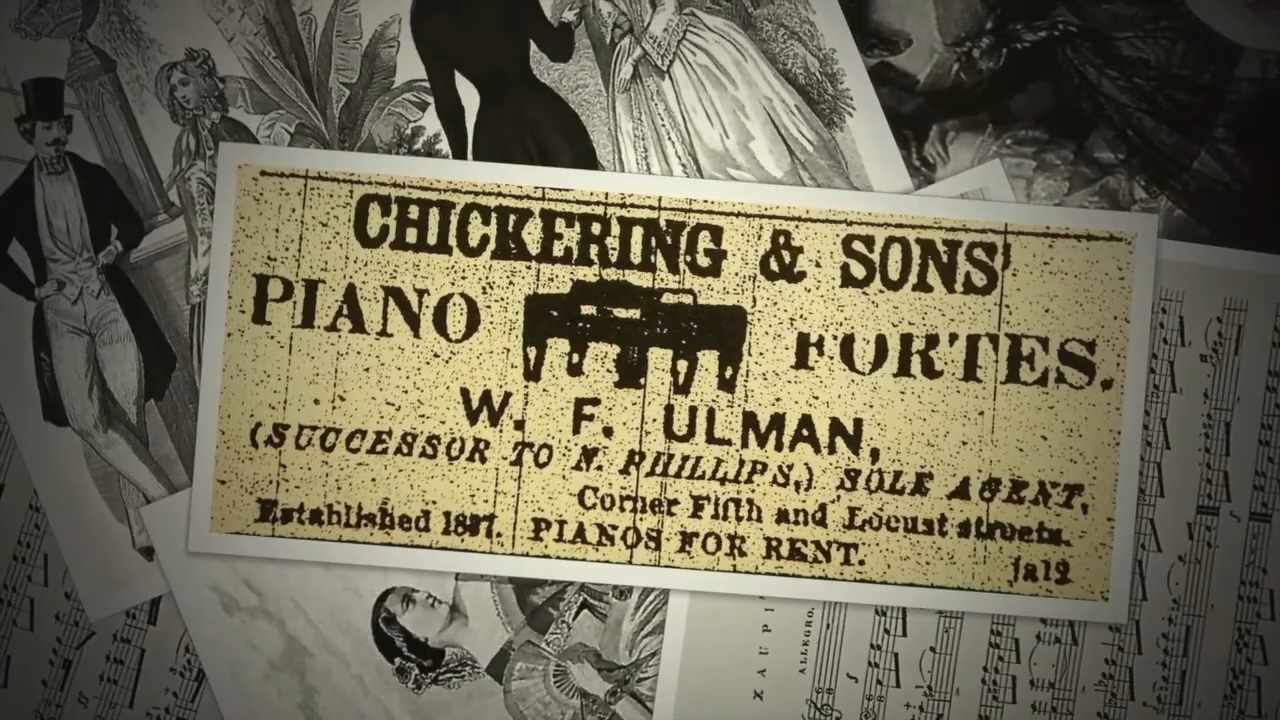 CHICKERING & SONS'
PIANO FORTES.
W. F. ULMAN,
(SUCCESSOR TO N. PHILLIPS,) SOLE AGENT,
Corner Fifth and Locust streets.
Established PIANOS FOR RENT.
ja12
ALLEGRO.